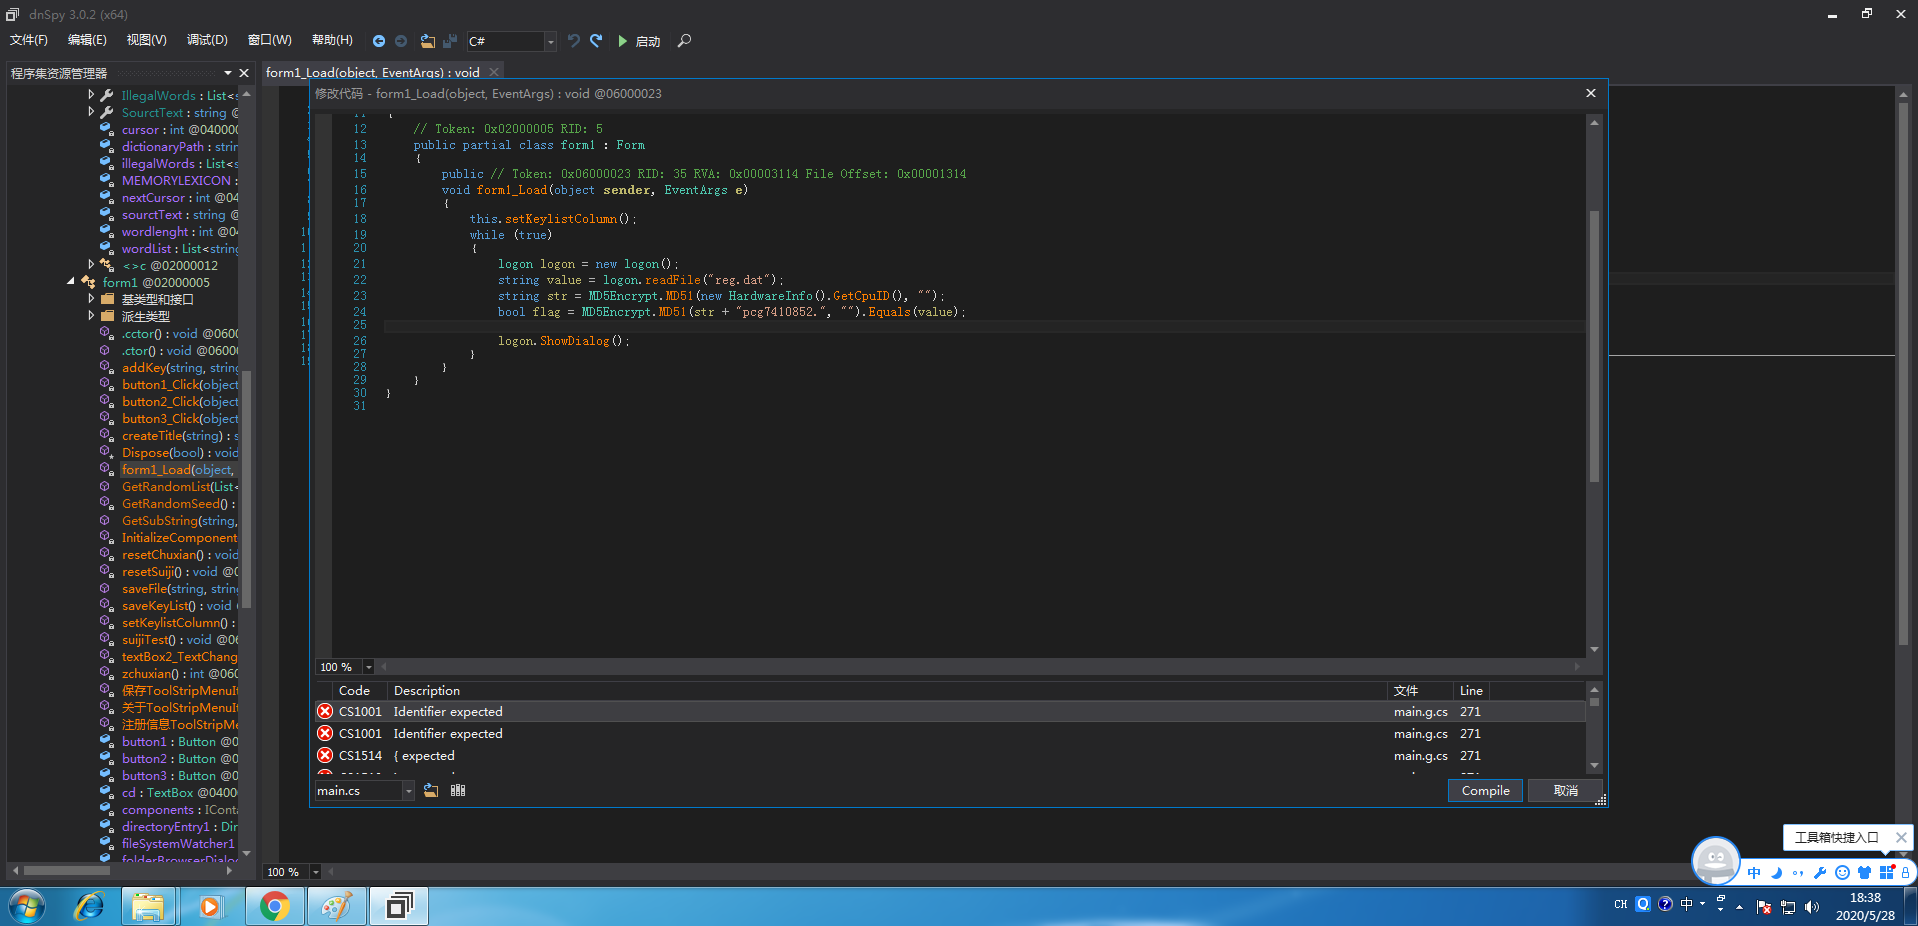 dnSpy 3.0.2 (x64)
文件(F) 编辑(E) 视图(V) 调试(D) 窗口(W) 帮助(H) C# 启动
程序集资源管理器
IllegalWords : List<s
SourctText : string @
cursor : int @04000
dictionaryPath : strin
illegalWords : List<s
MEMORYLEXICON :
nextCursor : int @04
sourctText : string @
wordlenght : int @04
wordList : List<string
<>c @02000012
form1 @02000005
基类型和接口
派生类型
.cctor() : void @0600
.ctor() : void @0600
addKey(string, string
button1_Click(object
button2_Click(object
button3_Click(object
createTitle(string) : s
Dispose(bool) : void
form1_Load(object,
GetRandomList(List<
GetRandomSeed() :
GetSubString(string,
InitializeComponent
resetChuxian() : void
resetSuiji() : void @0
saveFile(string, string
saveKeyList() : void
setKeylistColumn() :
suijiTest() : void @06
textBox2_TextChang
zchuxian() : int @060
保存ToolStripMenuIt
关于ToolStripMenuIt
注册信息ToolStripMe
button1 : Button @0
button2 : Button @0
button3 : Button @0
cd : TextBox @0400
components : IConta
directoryEntry1 : Dir
fileSystemWatcher1
folderBrowserDialog
form1_Load(object, EventArgs) : void
修改代码 - form1_Load(object, EventArgs) : void @06000023
11 {
12 // Token: 0x02000005 RID: 5
13 public partial class form1 : Form
14 {
15 public // Token: 0x06000023 RID: 35 RVA: 0x00003114 File Offset: 0x00001314
16 void form1_Load(object sender, EventArgs e)
17 {
18 this.setKeylistColumn();
19 while (true)
20 {
21 logon logon = new logon();
22 string value = logon.readFile("reg.dat");
23 string str = MD5Encrypt.MD51(new HardwareInfo().GetCpuID(), "");
24 bool flag = MD5Encrypt.MD51(str + "pcg7410852.", "").Equals(value);
25
26 logon.ShowDialog();
27 }
28 }
29 }
30 }
31
100 %
Code Description 文件 Line
CS1001 Identifier expected main.g.cs 271
CS1001 Identifier expected main.g.cs 271
CS1514 { expected main.g.cs 271
main.cs Compile 取消
100 %
工具箱快捷入口
中
CH 中
18:38
2020/5/28